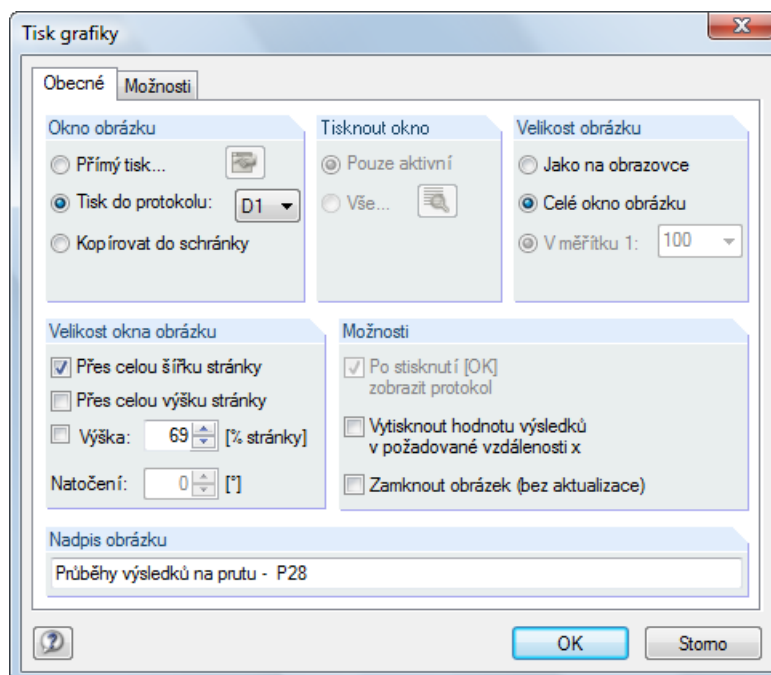 Tisk grafiky
Obecné
Možnosti
Okno obrázku
Přímý tisk...
Tisk do protokolu:
D1
Kopírovat do schránky
Tisknout okno
Pouze aktivní
Vše...
Velikost obrázku
Jako na obrazovce
Celé okno obrázku
V měřítku 1:
100
Velikost okna obrázku
Přes celou šířku stránky
Přes celou výšku stránky
Výška:
69
[% stránky]
Natočení:
0
[°]
Možnosti
Po stisknutí [OK]
zobrazit protokol
Vytisknout hodnotu výsledků
v požadované vzdálenosti x
Zamknout obrázek (bez aktualizace)
Nadpis obrázku
Průběhy výsledků na prutu - P28
OK
Storno